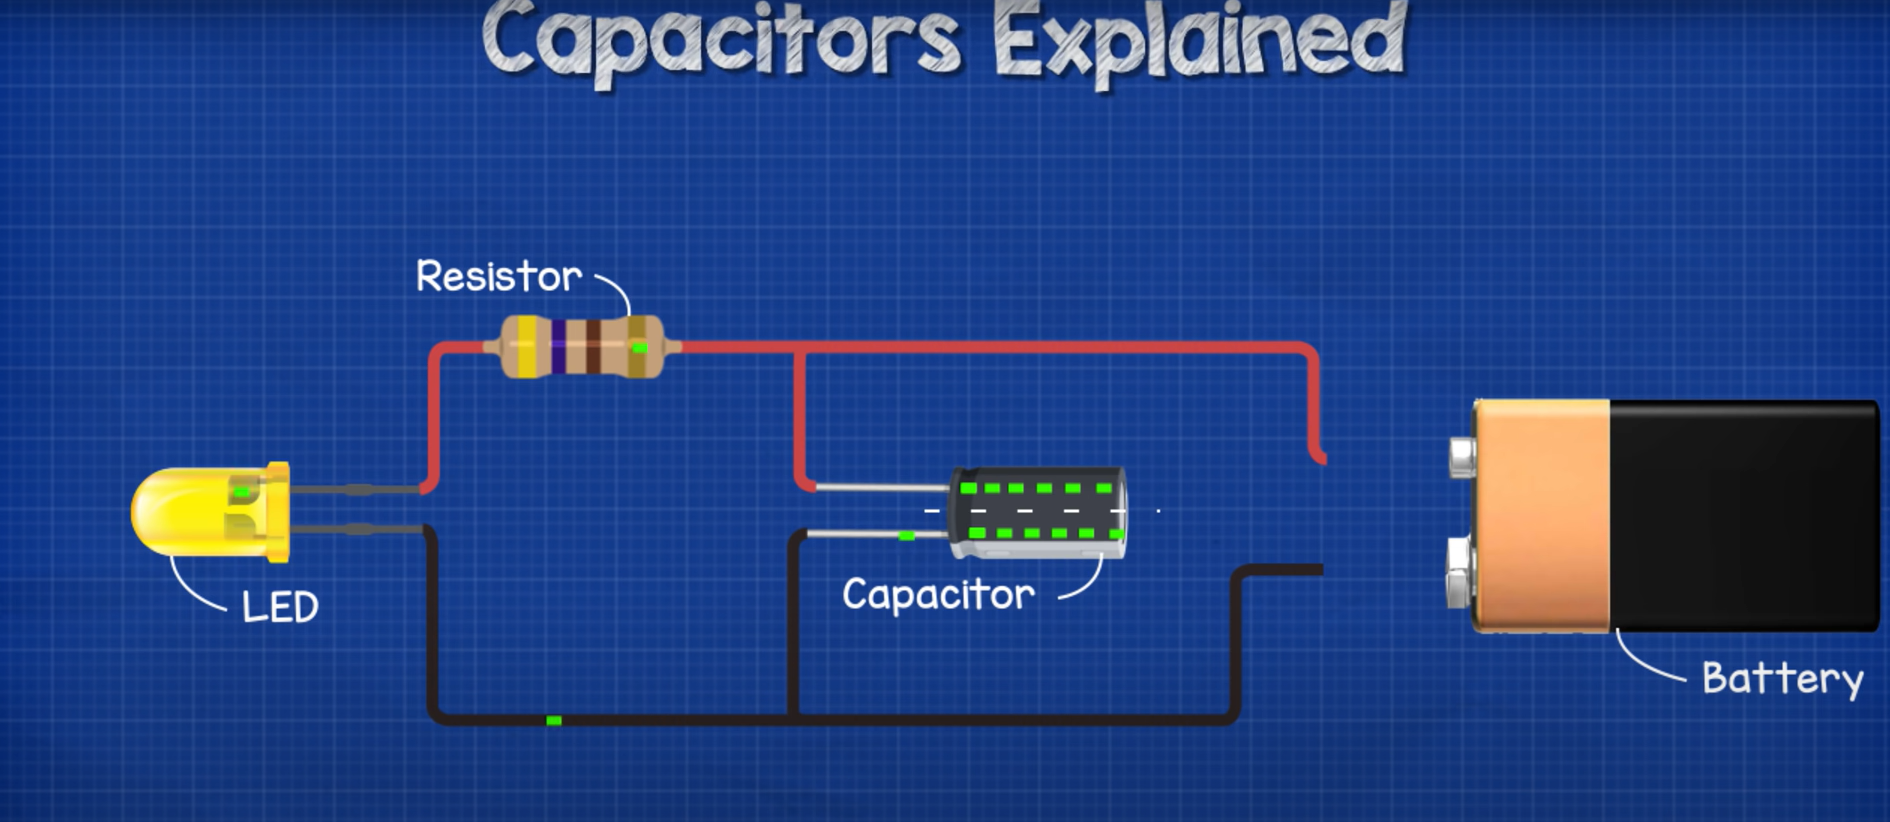 Capacitors Explained
Resistor
LED
Capacitor
Battery